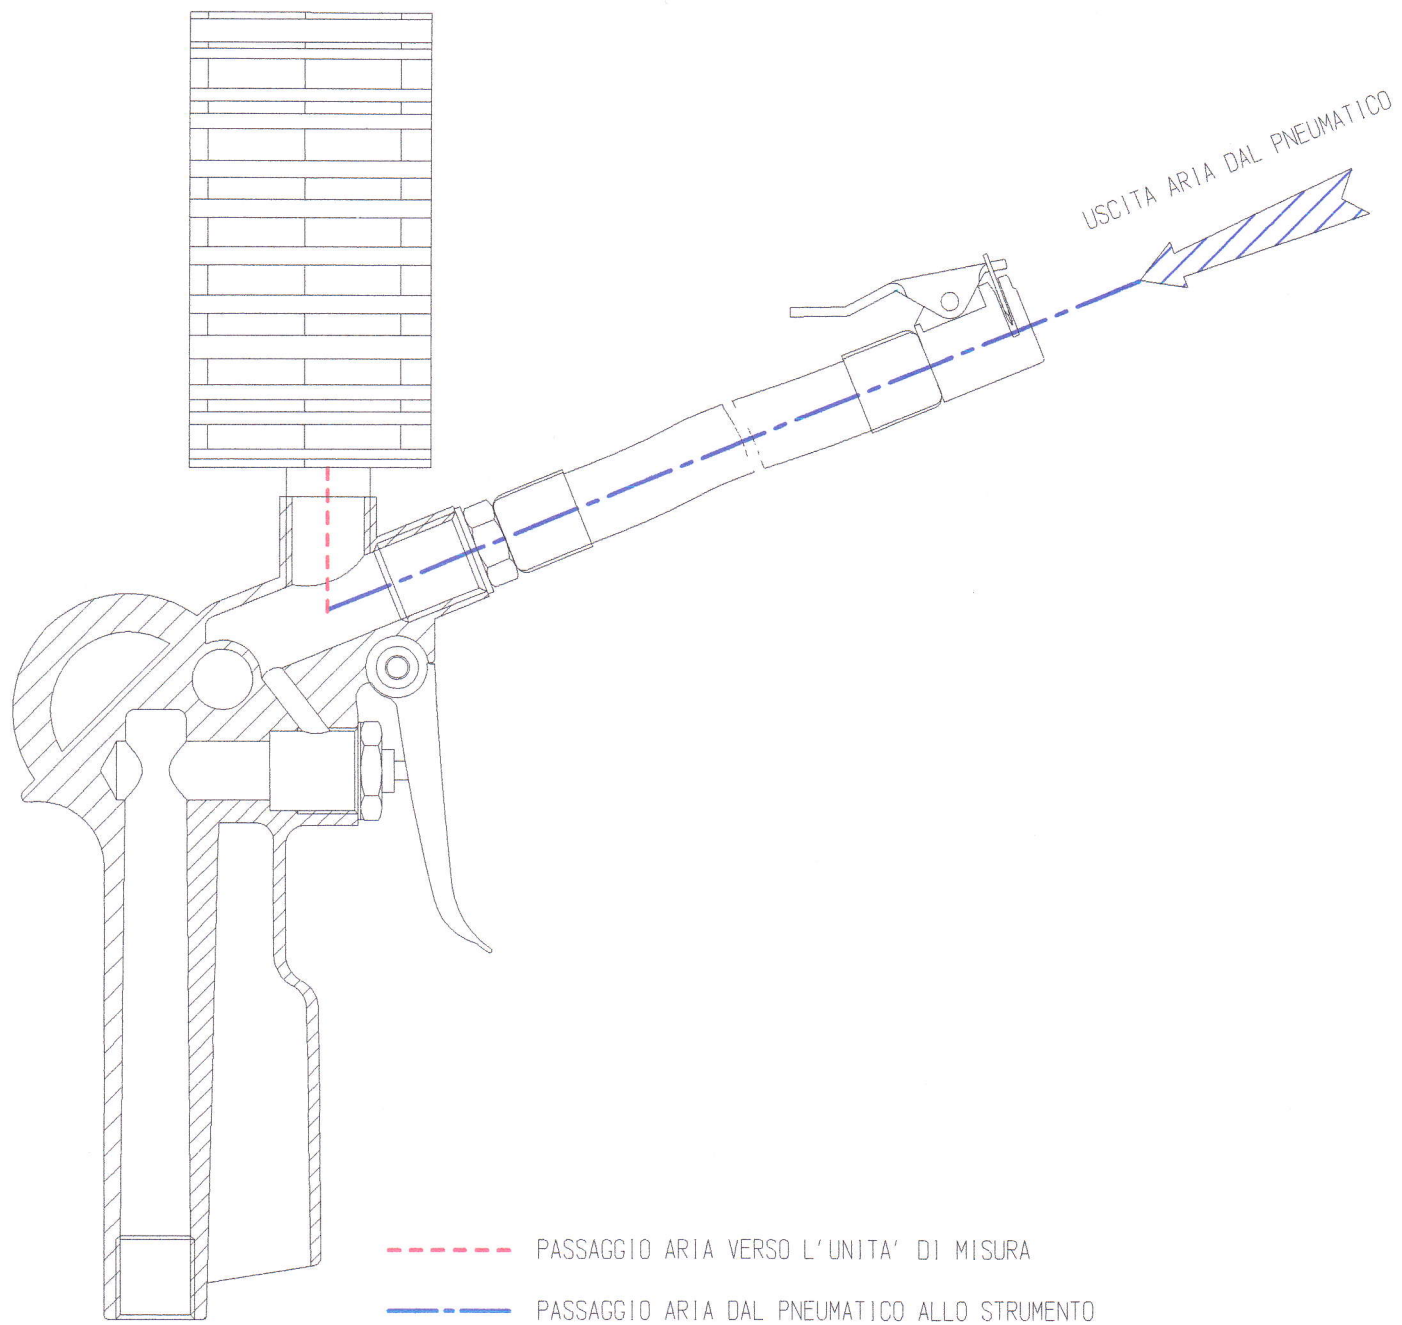 USCITA ARIA DAL PNEUMATICO
PASSAGGIO ARIA VERSO L'UNITA' DI MISURA
PASSAGGIO ARIA DAL PNEUMATICO ALLO STRUMENTO